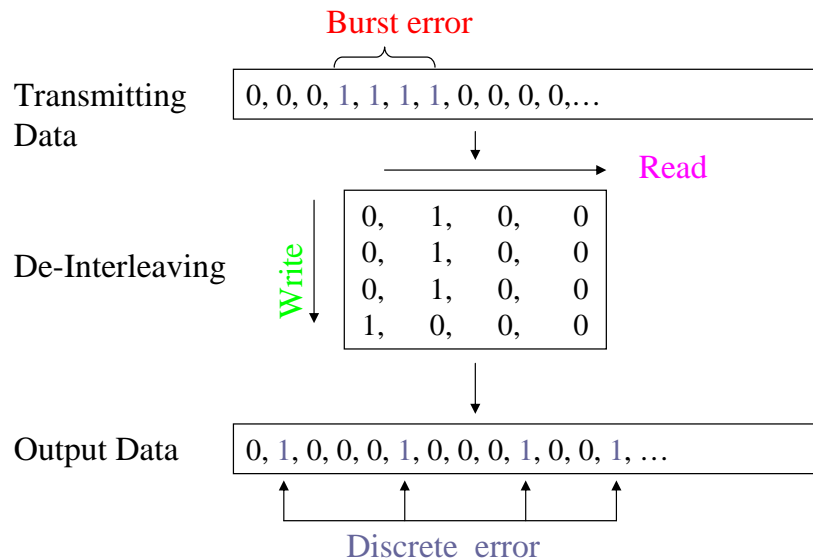 Burst error
Transmitting
Data
0, 0, 0, 1, 1, 1, 1, 0, 0, 0, 0,…
Read
De-Interleaving
Write
0, 1, 0, 0
0, 1, 0, 0
0, 1, 0, 0
1, 0, 0, 0
Output Data
0, 1, 0, 0, 0, 1, 0, 0, 0, 1, 0, 0, 1, …
Discrete error